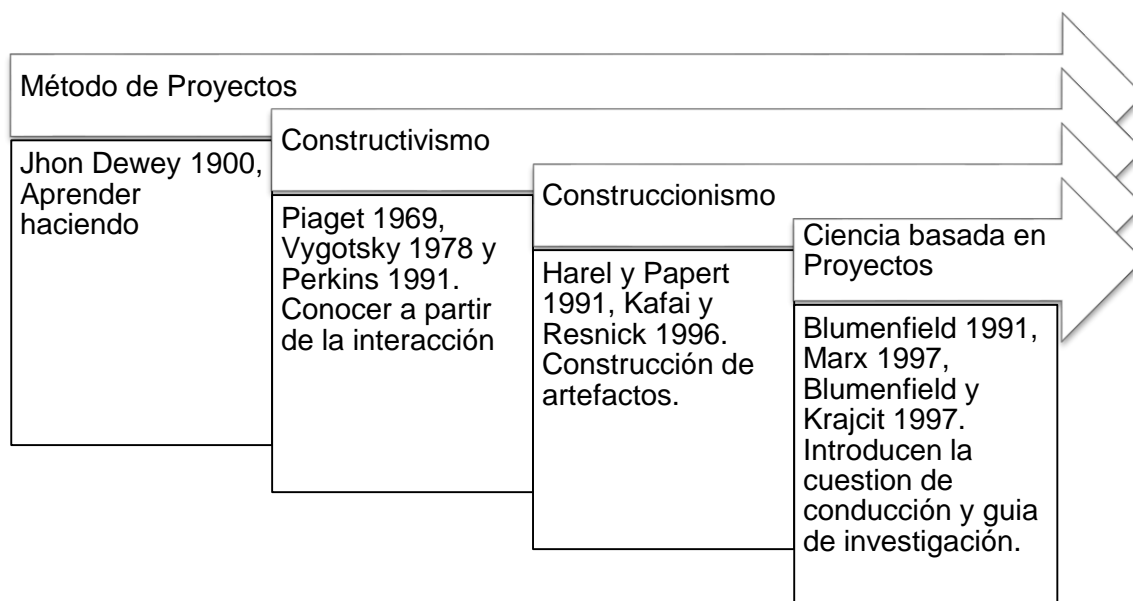 Método de Proyectos
Jhon Dewey 1900,
Aprender
haciendo
Constructivismo
Piaget 1969,
Vygotsky 1978 y
Perkins 1991.
Conocer a partir
de la interacción
Construccionismo
Harel y Papert
1991, Kafai y
Resnick 1996.
Construcción de
artefactos.
Ciencia basada en
Proyectos
Blumenfield 1991,
Marx 1997,
Blumenfield y
Krajcit 1997.
Introducen la
cuestion de
conducción y guia
de investigación.